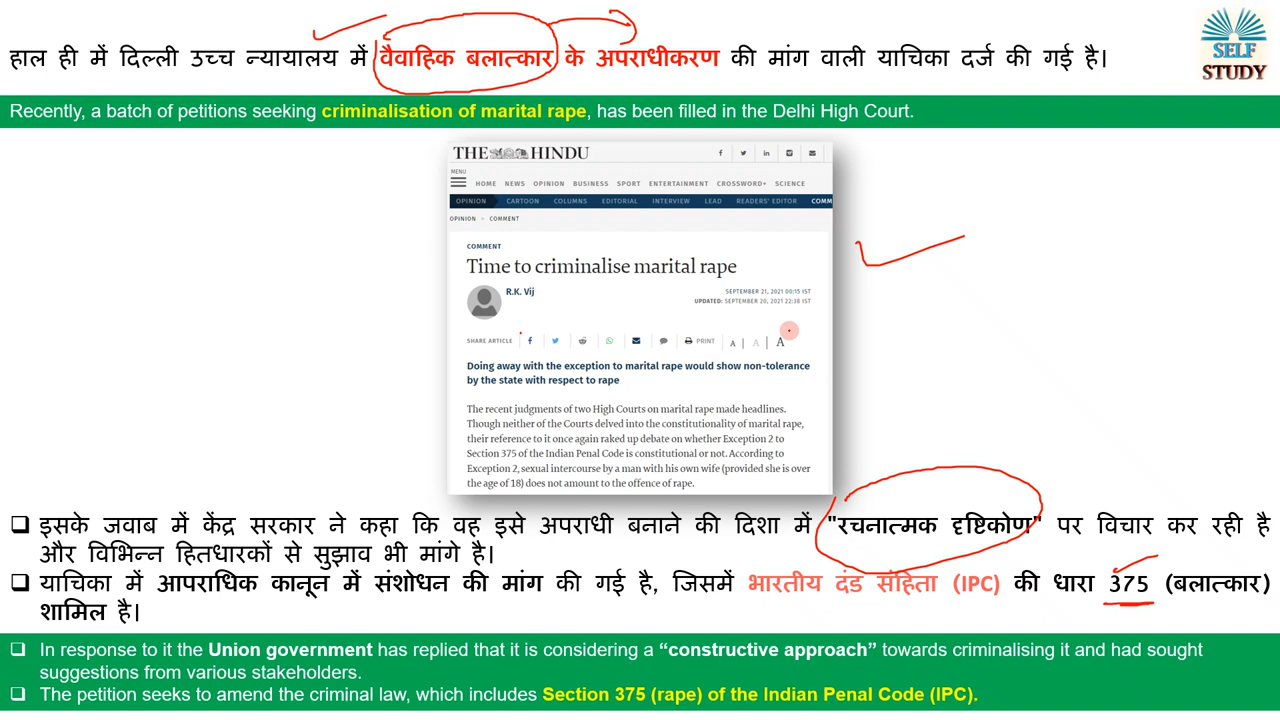 हाल ही में दिल्ली उच्च न्यायालय में वैवाहिक बलात्कार के अपराधीकरण की मांग वाली याचिका दर्ज की गई है।
SELF
STUDY
Recently, a batch of petitions seeking criminalisation of marital rape, has been filled in the Delhi High Court.
THE HINDU
MENU
HOME NEWS OPINION BUSINESS SPORT ENTERTAINMENT CROSSWORD+ SCIENCE
OPINION CARTOON COLUMNS EDITORIAL INTERVIEW LEAD READERS' EDITOR COMM
OPINION COMMENT
COMMENT
Time to criminalise marital rape
R.K. Vij
SEPTEMBER 21, 2021 00:15 IST
UPDATED: SEPTEMBER 20, 2021 22:38 IST
SHARE ARTICLE PRINT A | A | A
Doing away with the exception to marital rape would show non-tolerance
by the state with respect to rape
The recent judgments of two High Courts on marital rape made headlines.
Though neither of the Courts delved into the constitutionality of marital rape,
their reference to it once again raked up debate on whether Exception 2 to
Section 375 of the Indian Penal Code is constitutional or not. According to
Exception 2, sexual intercourse by a man with his own wife (provided she is over
the age of 18) does not amount to the offence of rape.
इसके जवाब में केंद्र सरकार ने कहा कि वह इसे अपराधी बनाने की दिशा में "रचनात्मक दृष्टिकोण" पर विचार कर रही है
और विभिन्न हितधारकों से सुझाव भी मांगे है।
याचिका में आपराधिक कानून में संशोधन की मांग की गई है, जिसमें भारतीय दंड संहिता (IPC) की धारा 375 (बलात्कार)
शामिल है।
In response to it the Union government has replied that it is considering a “constructive approach” towards criminalising it and had sought
suggestions from various stakeholders.
The petition seeks to amend the criminal law, which includes Section 375 (rape) of the Indian Penal Code (IPC).